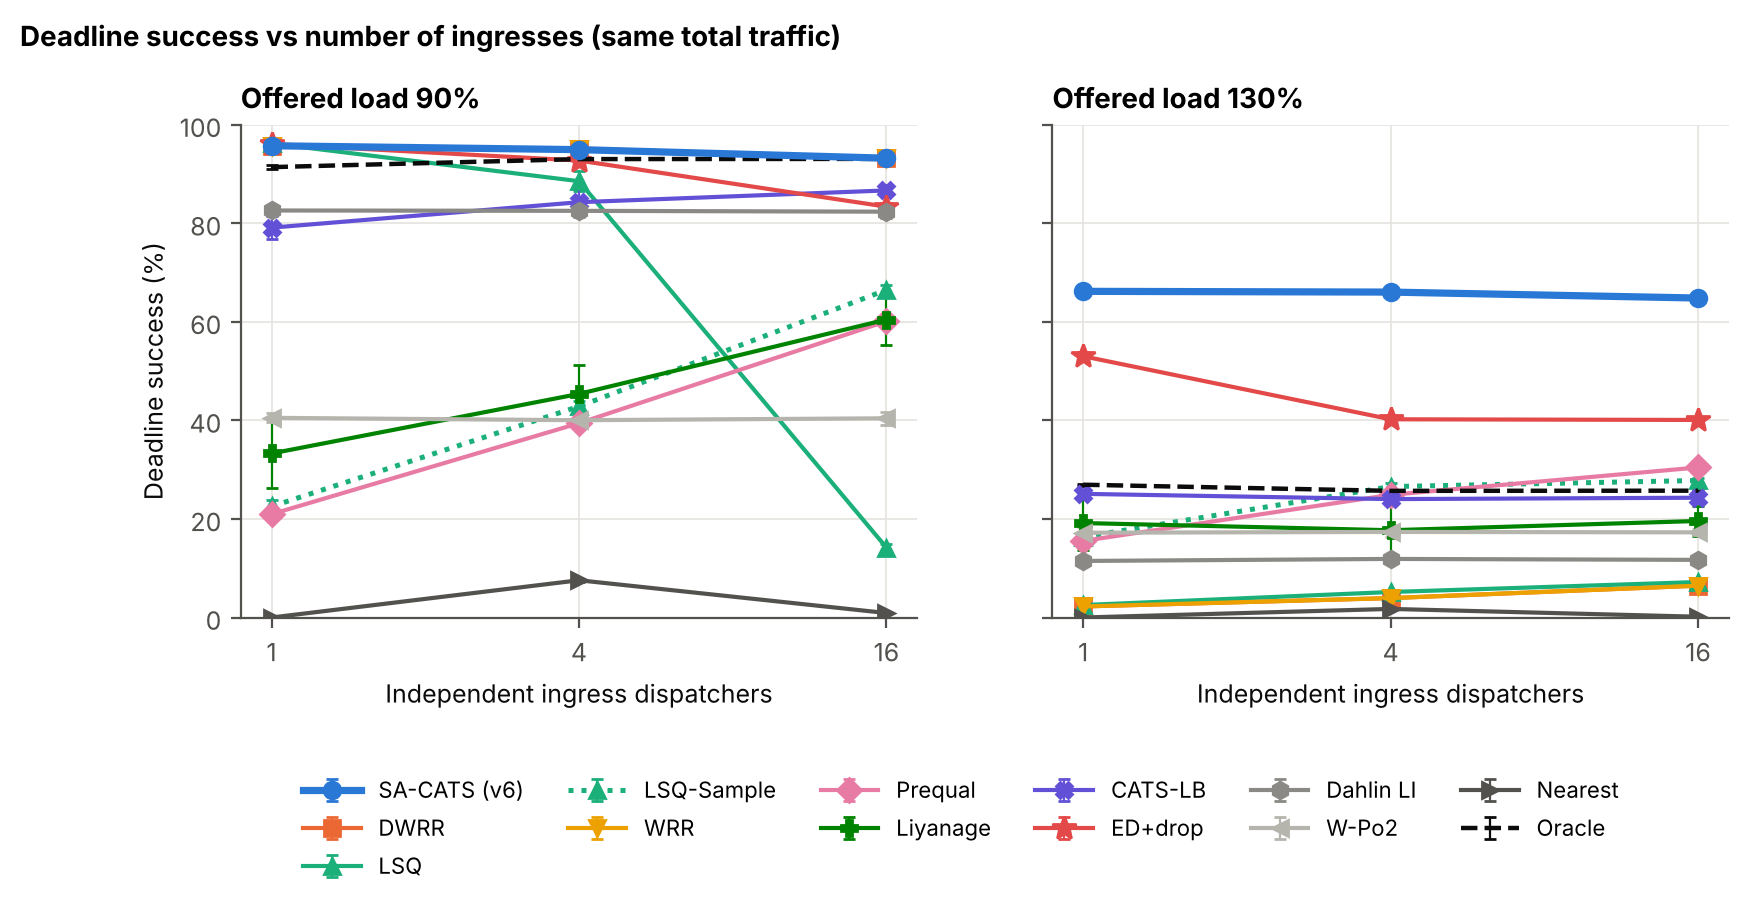 Deadline success vs number of ingresses (same total traffic)
Offered load 90%
Offered load 130%
Deadline success (%)
100
80
60
40
20
0
1
4
16
1
4
16
Independent ingress dispatchers
Independent ingress dispatchers
SA-CATS (v6)
LSQ-Sample
Prequal
CATS-LB
Dahlin LI
Nearest
DWRR
WRR
Liyanage
ED+drop
W-Po2
Oracle
LSQ